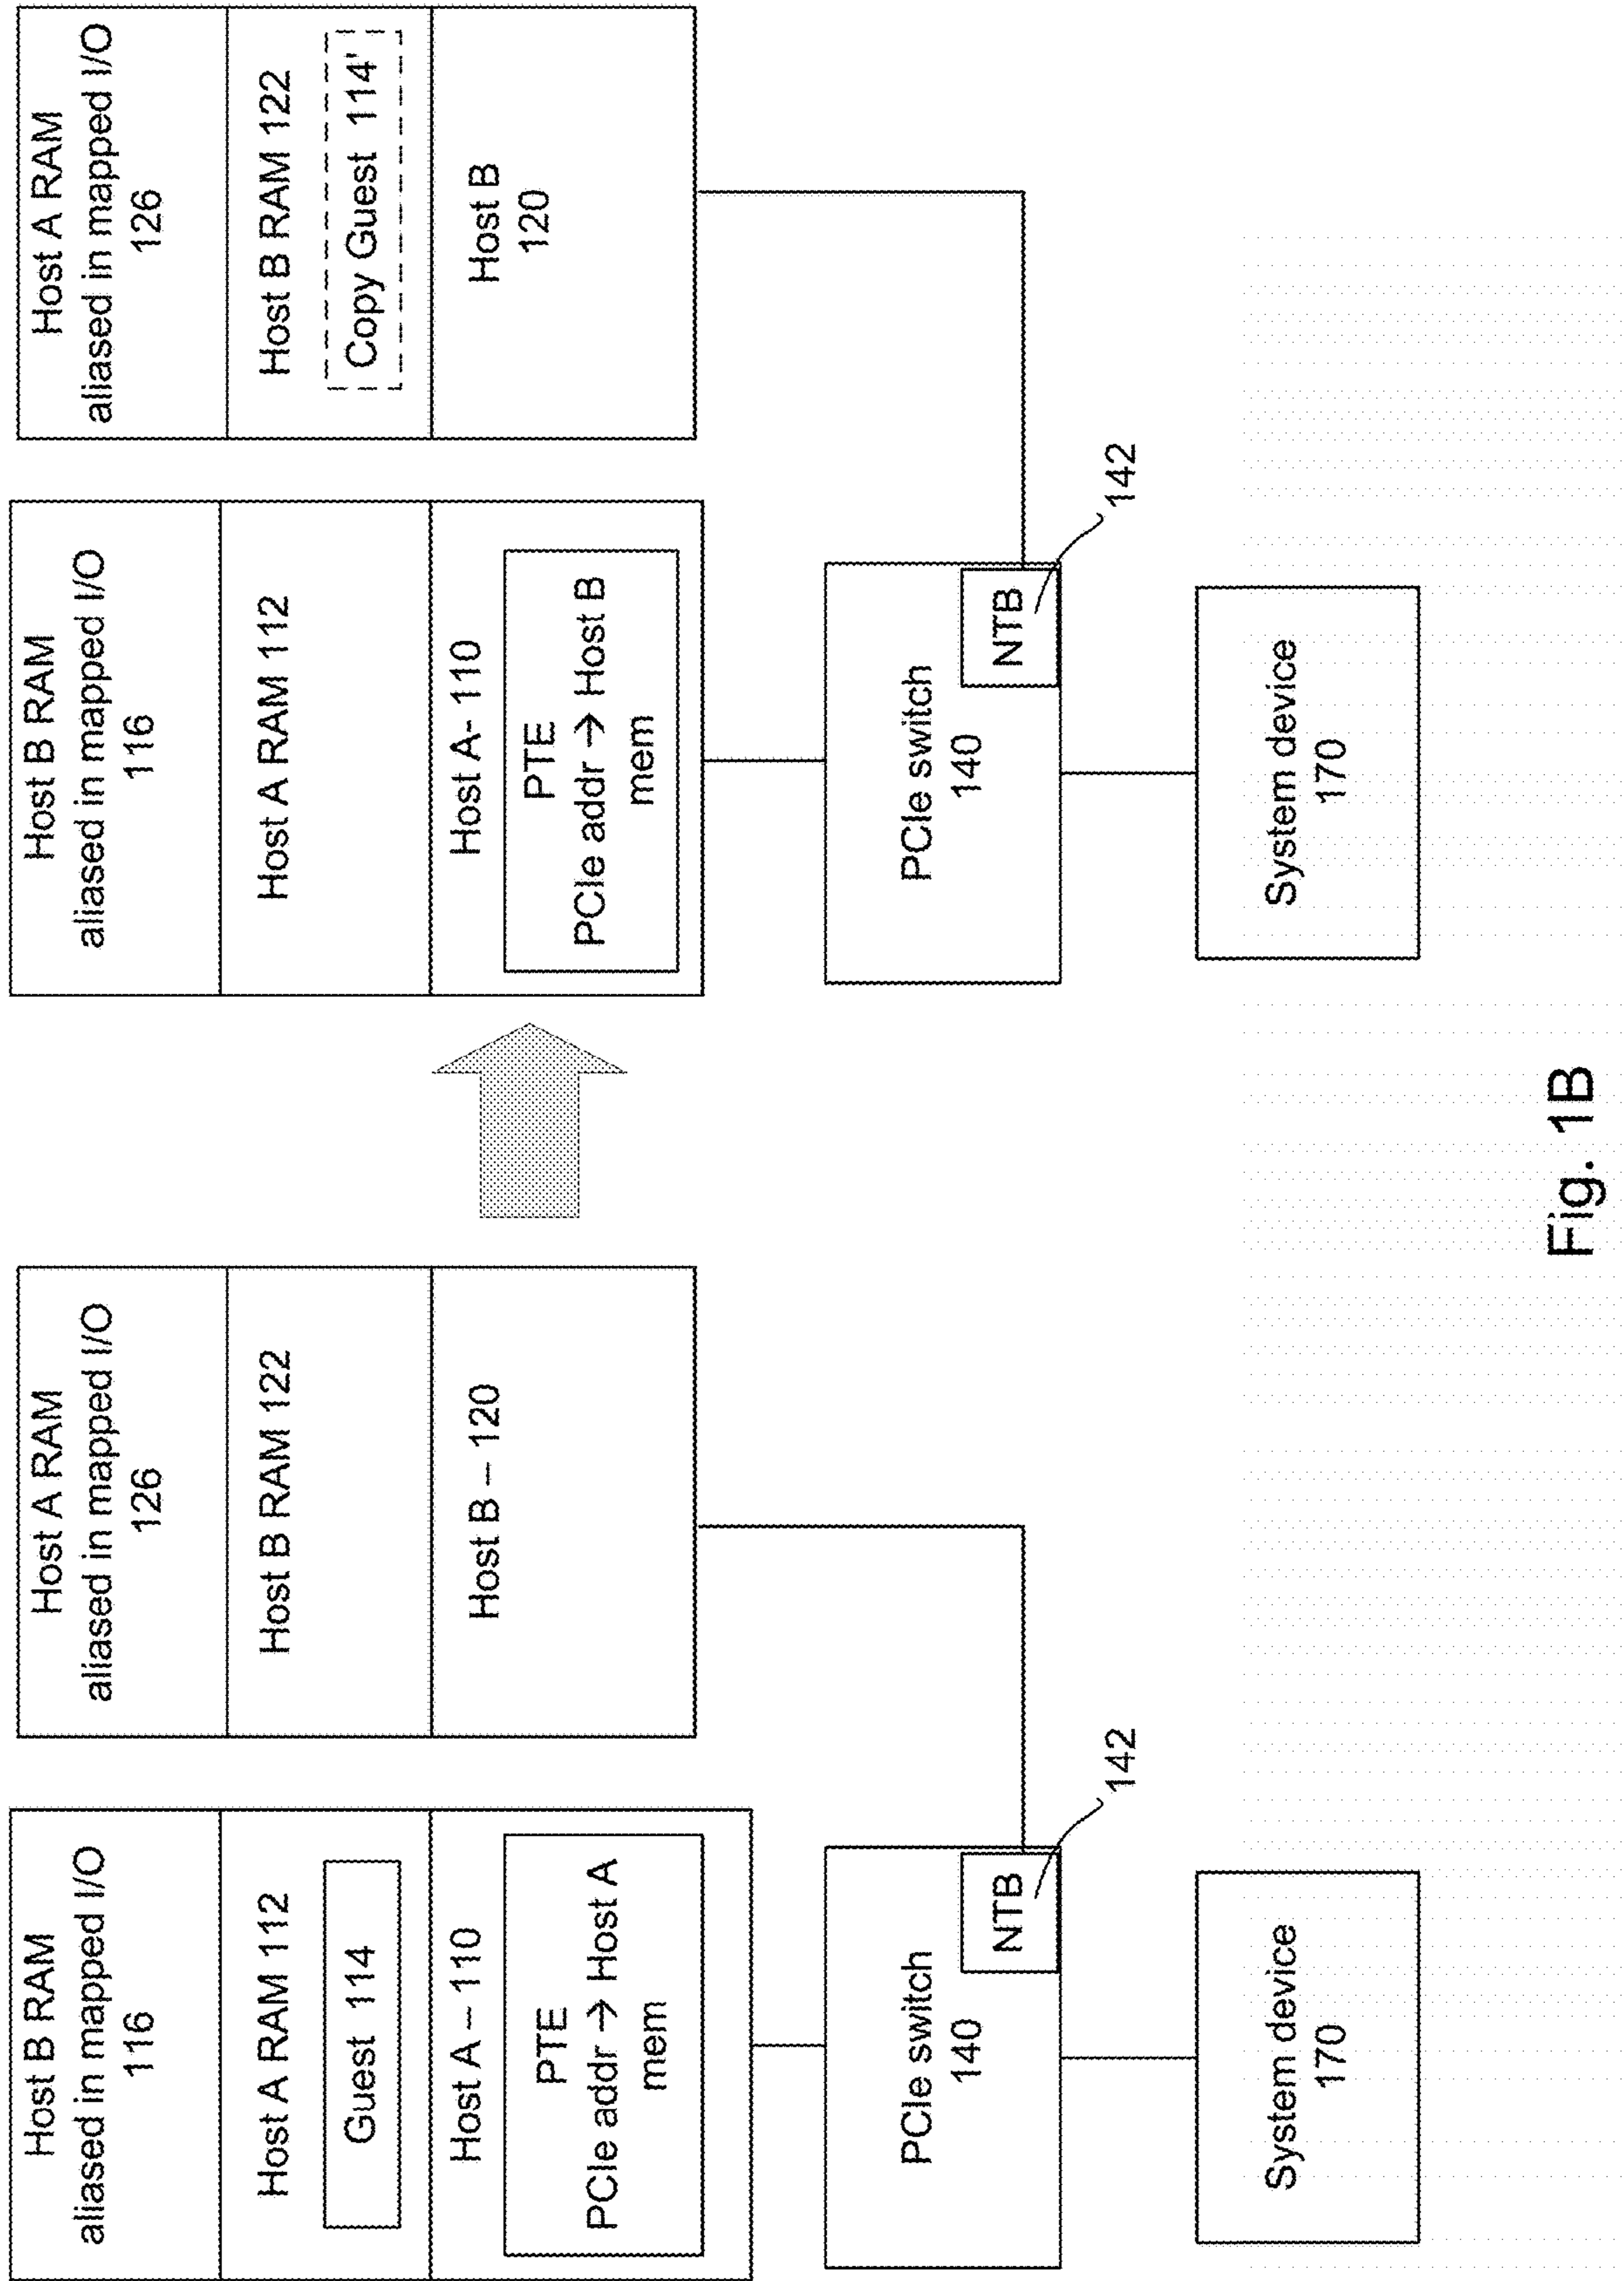 Host B RAM
aliased in mapped I/O
116
Host A RAM 112
Guest 114
Host A – 110
PTE
PCIe addr → Host A
mem
Host A RAM
aliased in mapped I/O
126
Host B RAM 122
Host B – 120
PCIe switch
140
NTB
142
System device
170
Host B RAM
aliased in mapped I/O
116
Host A RAM 112
Host A- 110
PTE
PCIe addr → Host B
mem
Host A RAM
aliased in mapped I/O
126
Host B RAM 122
Copy Guest 114'
Host B
120
PCIe switch
140
NTB
142
System device
170
Fig. 1B